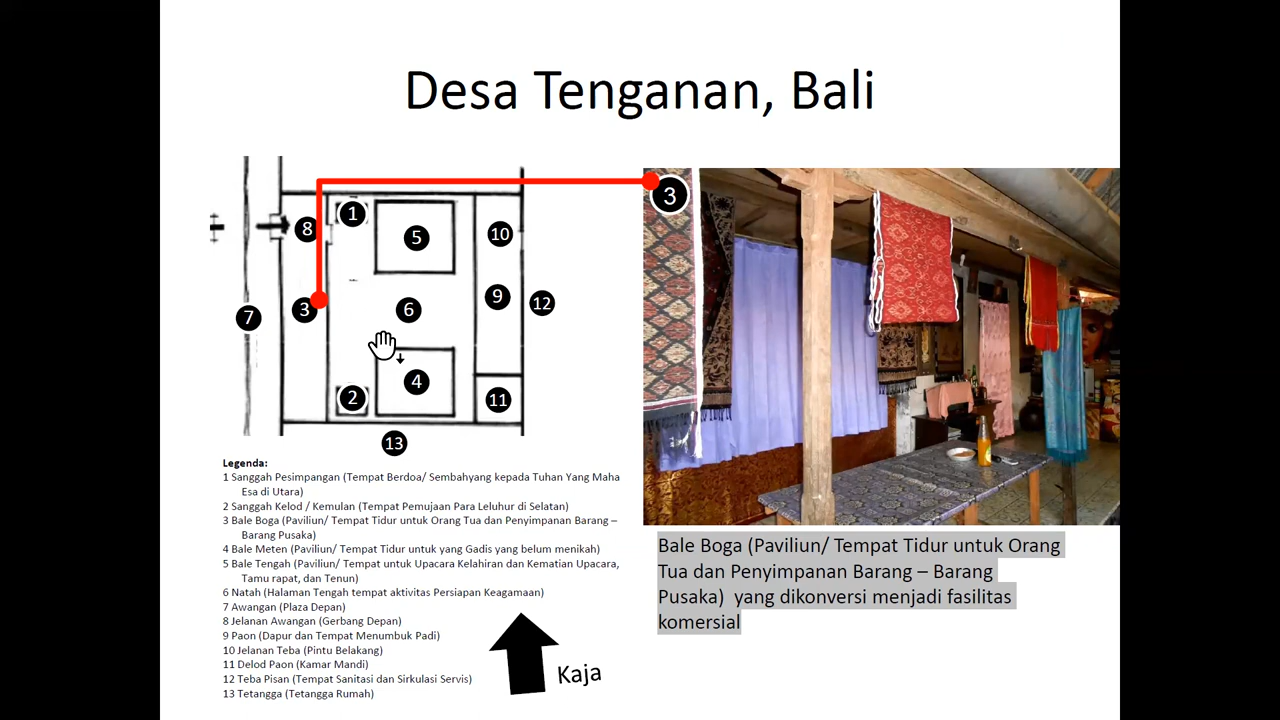 Desa Tenganan, Bali
1
5
8
10
3
6
9
12
7
4
2
11
13
3
Legenda:
1 Sanggah Pesimpangan (Tempat Berdoa/ Sembahyang kepada Tuhan Yang Maha
Esa di Utara)
2 Sanggah Kelod / Kemulan (Tempat Pemujaan Para Leluhur di Selatan)
3 Bale Boga (Paviliun/ Tempat Tidur untuk Orang Tua dan Penyimpanan Barang –
Barang Pusaka)
4 Bale Meten (Paviliun/ Tempat Tidur untuk yang Gadis yang belum menikah)
5 Bale Tengah (Paviliun/ Tempat untuk Upacara Kelahiran dan Kematian Upacara,
Tamu rapat, dan Tenun)
6 Natah (Halaman Tengah tempat aktivitas Persiapan Keagamaan)
7 Awangan (Plaza Depan)
8 Jelanan Awangan (Gerbang Depan)
9 Paon (Dapur dan Tempat Menumbuk Padi)
10 Jelanan Teba (Pintu Belakang)
11 Delod Paon (Kamar Mandi)
12 Teba Pisan (Tempat Sanitasi dan Sirkulasi Servis)
13 Tetangga (Tetangga Rumah)
Kaja
Bale Boga (Paviliun/ Tempat Tidur untuk Orang
Tua dan Penyimpanan Barang – Barang
Pusaka)  yang dikonversi menjadi fasilitas
komersial